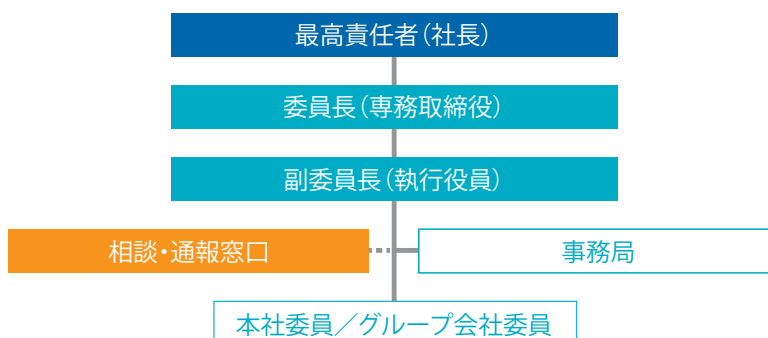 最高責任者（社長）
委員長（専務取締役）
副委員長（執行役員）
相談・通報窓口
事務局
本社委員／グループ会社委員